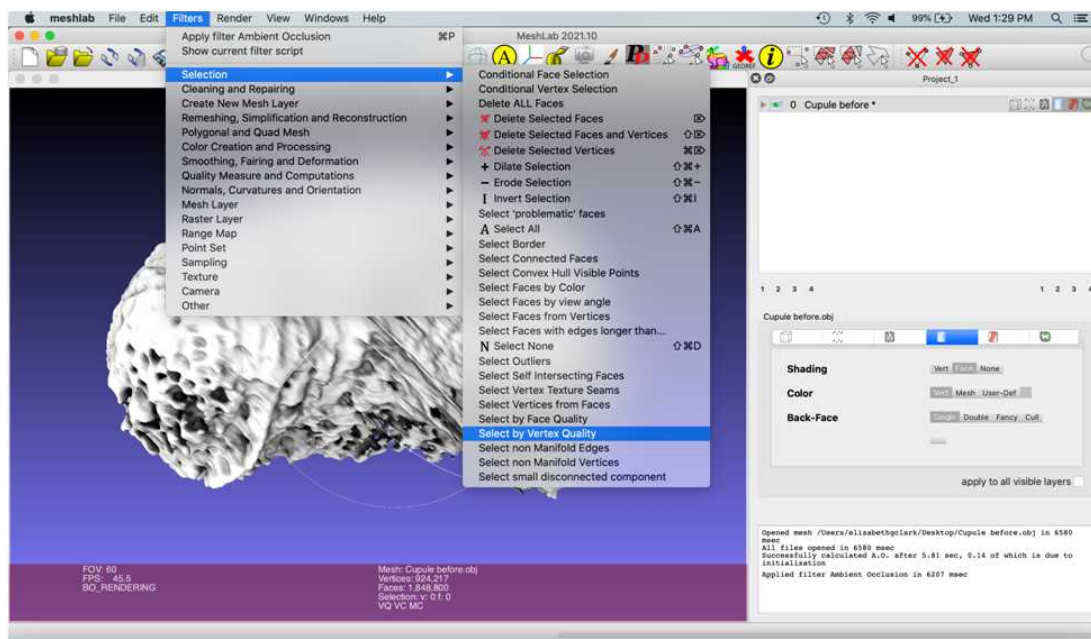 meshlab File Edit Filters Render View Windows Help
99% Wed 1:29 PM
MeshLab 2021.10
Apply filter Ambient Occlusion ⌘P
Show current filter script
Selection
Cleaning and Repairing
Create New Mesh Layer
Remeshing, Simplification and Reconstruction
Polygonal and Quad Mesh
Color Creation and Processing
Smoothing, Fairing and Deformation
Quality Measure and Computations
Normals, Curvatures and Orientation
Mesh Layer
Raster Layer
Range Map
Point Set
Sampling
Texture
Camera
Other
Conditional Face Selection
Conditional Vertex Selection
Delete ALL Faces
Delete Selected Faces ⌦
Delete Selected Faces and Vertices ⇧⌦
Delete Selected Vertices ⌘⌦
+ Dilate Selection ⇧⌘+
− Erode Selection ⇧⌘−
I Invert Selection ⇧⌘I
Select 'problematic' faces
A Select All ⇧⌘A
Select Border
Select Connected Faces
Select Convex Hull Visible Points
Select Faces by Color
Select Faces by view angle
Select Faces from Vertices
Select Faces with edges longer than...
N Select None ⇧⌘D
Select Outliers
Select Self Intersecting Faces
Select Vertex Texture Seams
Select Vertices from Faces
Select by Face Quality
Select by Vertex Quality
Select non Manifold Edges
Select non Manifold Vertices
Select small disconnected component
GEOREF
Project_1
0 Cupule before *
1 2 3 4 1 2 3 4
Cupule before.obj
Shading Vert Face None
Color Vert Mesh User-Def
Back-Face Single Double Fancy Cull
apply to all visible layers
Opened mesh /Users/elizabethgclark/Desktop/Cupule before.obj in 6580
msec
All files opened in 6580 msec
Successfully calculated A.O. after 5.81 sec, 0.14 of which is due to
initialization
Applied filter Ambient Occlusion in 6207 msec
FOV: 60
FPS: 45.5
BO_RENDERING
Mesh: Cupule before.obj
Vertices: 924,217
Faces: 1,848,800
Selection: v: 0 f: 0
VQ VC MC